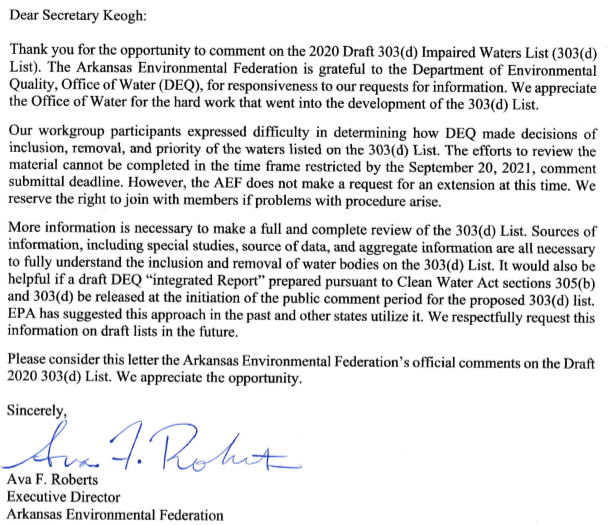 Dear Secretary Keogh:
Thank you for the opportunity to comment on the 2020 Draft 303(d) Impaired Waters List (303(d)
List). The Arkansas Environmental Federation is grateful to the Department of Environmental
Quality, Office of Water (DEQ), for responsiveness to our requests for information. We appreciate
the Office of Water for the hard work that went into the development of the 303(d) List.
Our workgroup participants expressed difficulty in determining how DEQ made decisions of
inclusion, removal, and priority of the waters listed on the 303(d) List. The efforts to review the
material cannot be completed in the time frame restricted by the September 20, 2021, comment
submittal deadline. However, the AEF does not make a request for an extension at this time. We
reserve the right to join with members if problems with procedure arise.
More information is necessary to make a full and complete review of the 303(d) List. Sources of
information, including special studies, source of data, and aggregate information are all necessary
to fully understand the inclusion and removal of water bodies on the 303(d) List. It would also be
helpful if a draft DEQ “integrated Report” prepared pursuant to Clean Water Act sections 305(b)
and 303(d) be released at the initiation of the public comment period for the proposed 303(d) list.
EPA has suggested this approach in the past and other states utilize it. We respectfully request this
information on draft lists in the future.
Please consider this letter the Arkansas Environmental Federation’s official comments on the Draft
2020 303(d) List. We appreciate the opportunity.
Sincerely,
Ava F. Roberts
Ava F. Roberts
Executive Director
Arkansas Environmental Federation